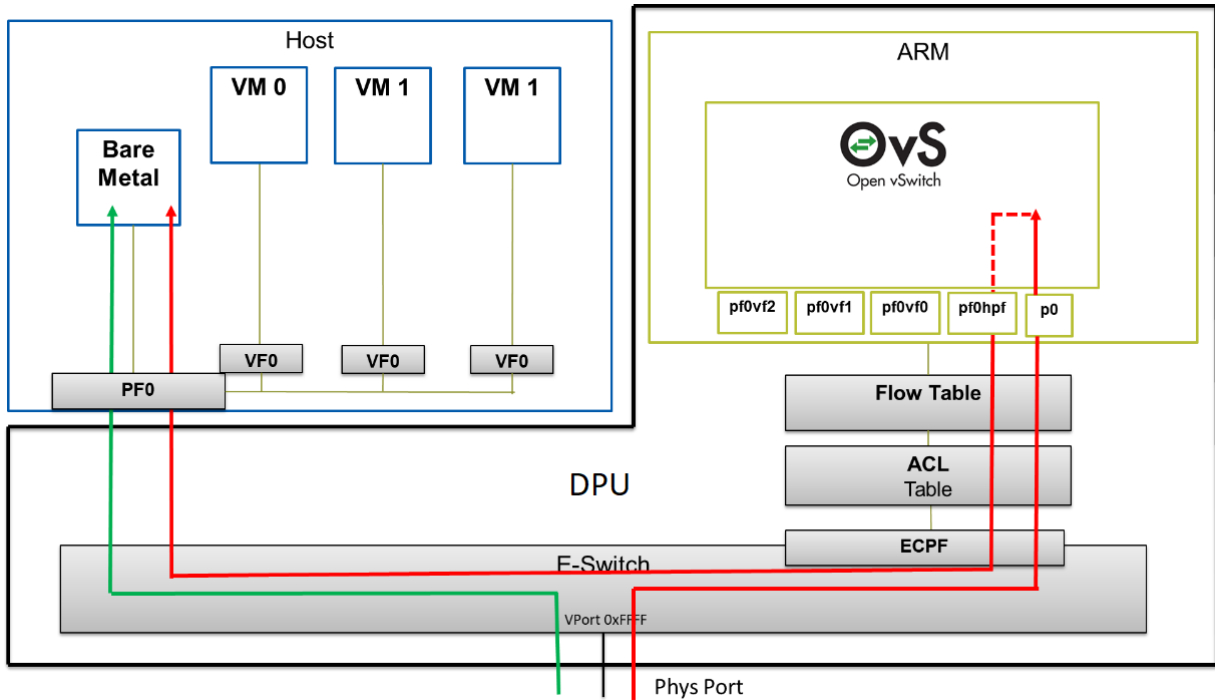 Host
VM 0
VM 1
VM 1
Bare
Metal
VF0
VF0
VF0
PF0
ARM
OvS
Open vSwitch
pf0vf2
pf0vf1
pf0vf0
pf0hpf
p0
Flow Table
ACL
Table
DPU
ECPF
E-Switch
VPort 0xFFFF
Phys Port